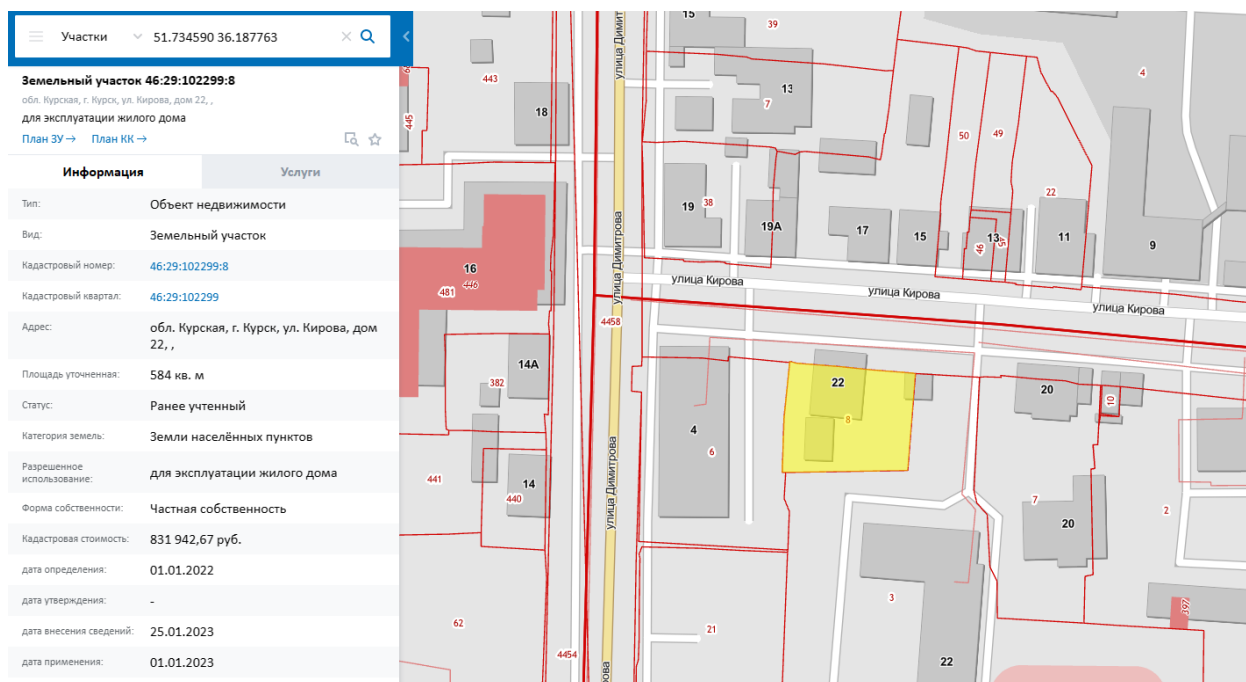 Участки
51.734590 36.187763
Земельный участок 46:29:102299:8
обл. Курская, г. Курск, ул. Кирова, дом 22, ,
для эксплуатации жилого дома
План ЗУ →
План КК →
Информация
Услуги
Тип:
Объект недвижимости
Вид:
Земельный участок
Кадастровый номер:
46:29:102299:8
Кадастровый квартал:
46:29:102299
Адрес:
обл. Курская, г. Курск, ул. Кирова, дом
22, ,
Площадь уточненная:
584 кв. м
Статус:
Ранее учтенный
Категория земель:
Земли населённых пунктов
Разрешенное
использование:
для эксплуатации жилого дома
Форма собственности:
Частная собственность
Кадастровая стоимость:
831 942,67 руб.
дата определения:
01.01.2022
дата утверждения:
-
дата внесения сведений:
25.01.2023
дата применения:
01.01.2023
15
39
4
443
18
445
13
7
50
49
22
19
38
19А
17
15
13
46
45
11
9
16
446
481
улица Димит
улица Димитрова
улица Кирова
улица Кирова
улица Кирова
4458
14А
382
22
8
20
10
4
6
441
14
440
улица Димитрова
7
20
2
3
397
62
21
22
4454
рова